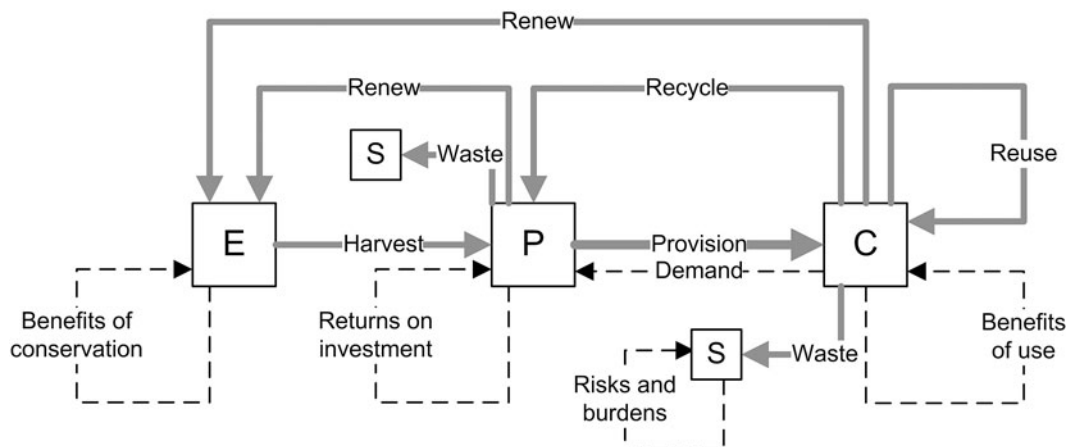 Renew
Renew
Recycle
S
Waste
Reuse
E
Harvest
P
Provision
C
Demand
Benefits of
conservation
Returns on
investment
Benefits
of use
S
Waste
Risks and
burdens